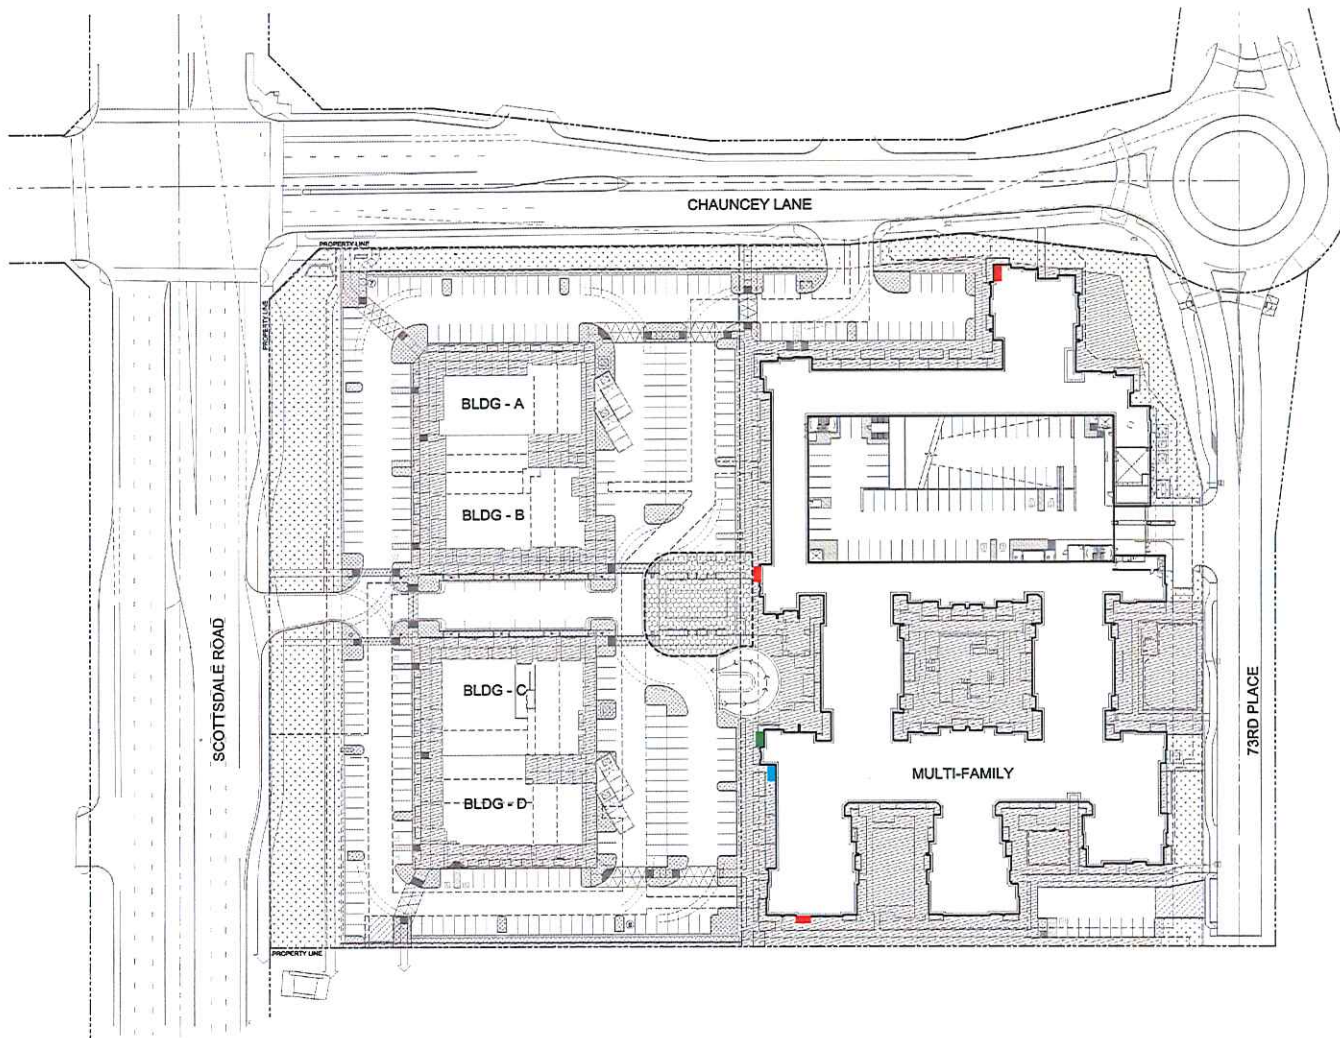 CHAUNCEY LANE
PROPERTY LINE
PROPERTY LINE
BLDG - A
BLDG - B
SCOTTSDALE ROAD
BLDG - C
73RD PLACE
MULTI-FAMILY
BLDG - D
PROPERTY LINE